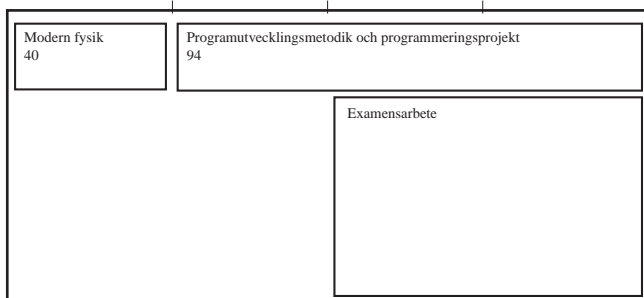 Modern fysik
40
Programutvecklingsmetodik och programmeringsprojekt
94
Examensarbete